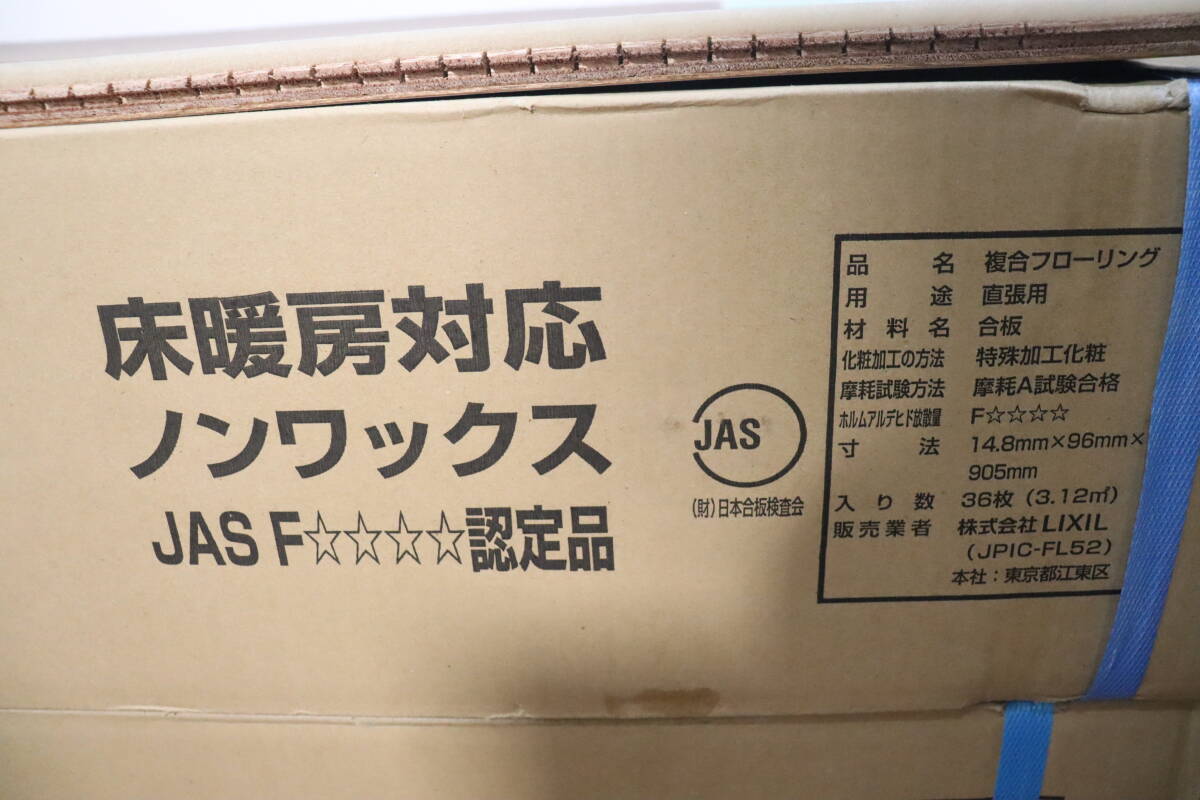 床暖房対応
ノンワックス
JAS F☆☆☆☆認定品
JAS
(財)日本合板検査会
品名 複合フローリング
用途 直張用
材料名 合板
化粧加工の方法 特殊加工化粧
摩耗試験方法 摩耗A試験合格
ホルムアルデヒド放散量 F☆☆☆☆
寸法 14.8mm×96mm×
905mm
入り数 36枚(3.12㎡)
販売業者 株式会社LIXIL
(JPIC-FL52)
本社:東京都江東区